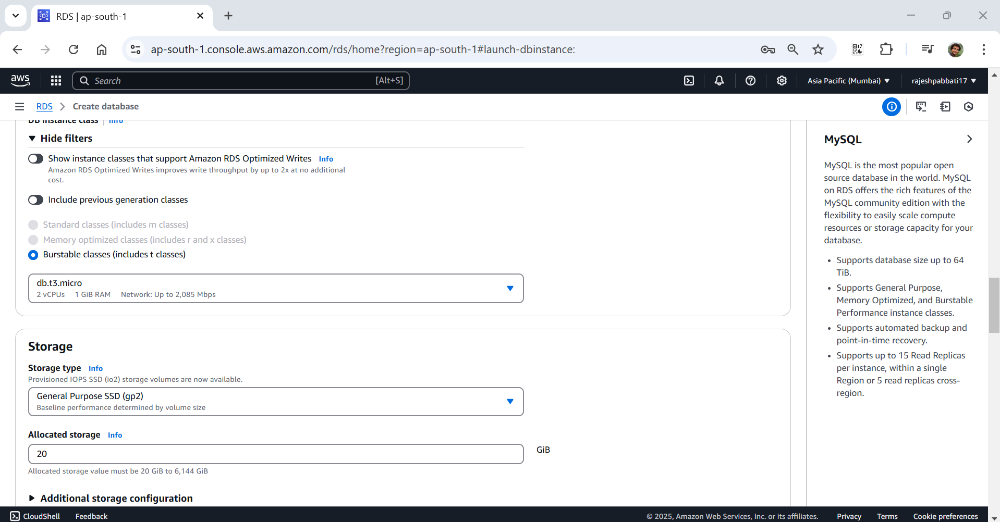 RDS | ap-south-1
ap-south-1.console.aws.amazon.com/rds/home?region=ap-south-1#launch-dbinstance:
aws
Search
[Alt+S]
Asia Pacific (Mumbai)
rajeshpabbati17
RDS
Create database
DB instance class
Info
Hide filters
Show instance classes that support Amazon RDS Optimized Writes Info
Amazon RDS Optimized Writes improves write throughput by up to 2x at no additional
cost.
Include previous generation classes
Standard classes (includes m classes)
Memory optimized classes (includes r and x classes)
Burstable classes (includes t classes)
db.t3.micro
2 vCPUs 1 GiB RAM Network: Up to 2,085 Mbps
Storage
Storage type Info
Provisioned IOPS SSD (io2) storage volumes are now available.
General Purpose SSD (gp2)
Baseline performance determined by volume size
Allocated storage Info
20
GiB
Allocated storage value must be 20 GiB to 6,144 GiB
Additional storage configuration
MySQL
MySQL is the most popular open
source database in the world. MySQL
on RDS offers the rich features of the
MySQL community edition with the
flexibility to easily scale compute
resources or storage capacity for your
database.
• Supports database size up to 64
TiB.
• Supports General Purpose,
Memory Optimized, and Burstable
Performance instance classes.
• Supports automated backup and
point-in-time recovery.
• Supports up to 15 Read Replicas
per instance, within a single
Region or 5 read replicas cross-
region.
CloudShell
Feedback
© 2025, Amazon Web Services, Inc. or its affiliates.
Privacy
Terms
Cookie preferences